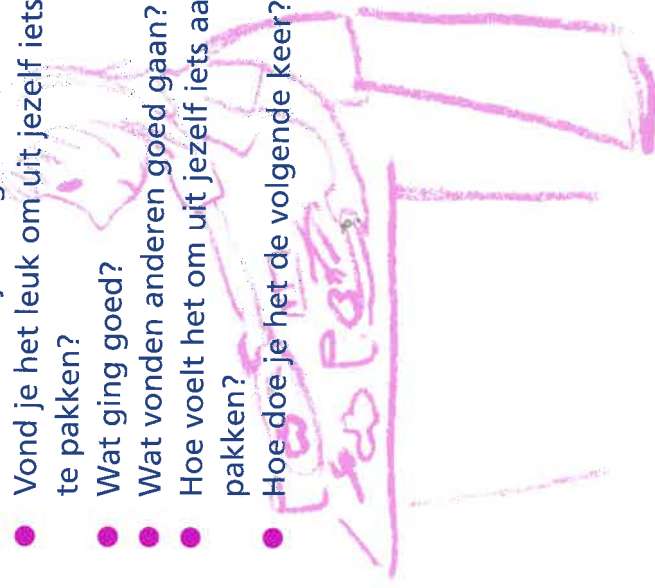 Vond je het leuk om uit jezelf iets
te pakken?
Wat ging goed?
Wat vonden anderen goed gaan?
Hoe voelt het om uit jezelf iets aa
pakken?
Hoe doe je het de volgende keer?